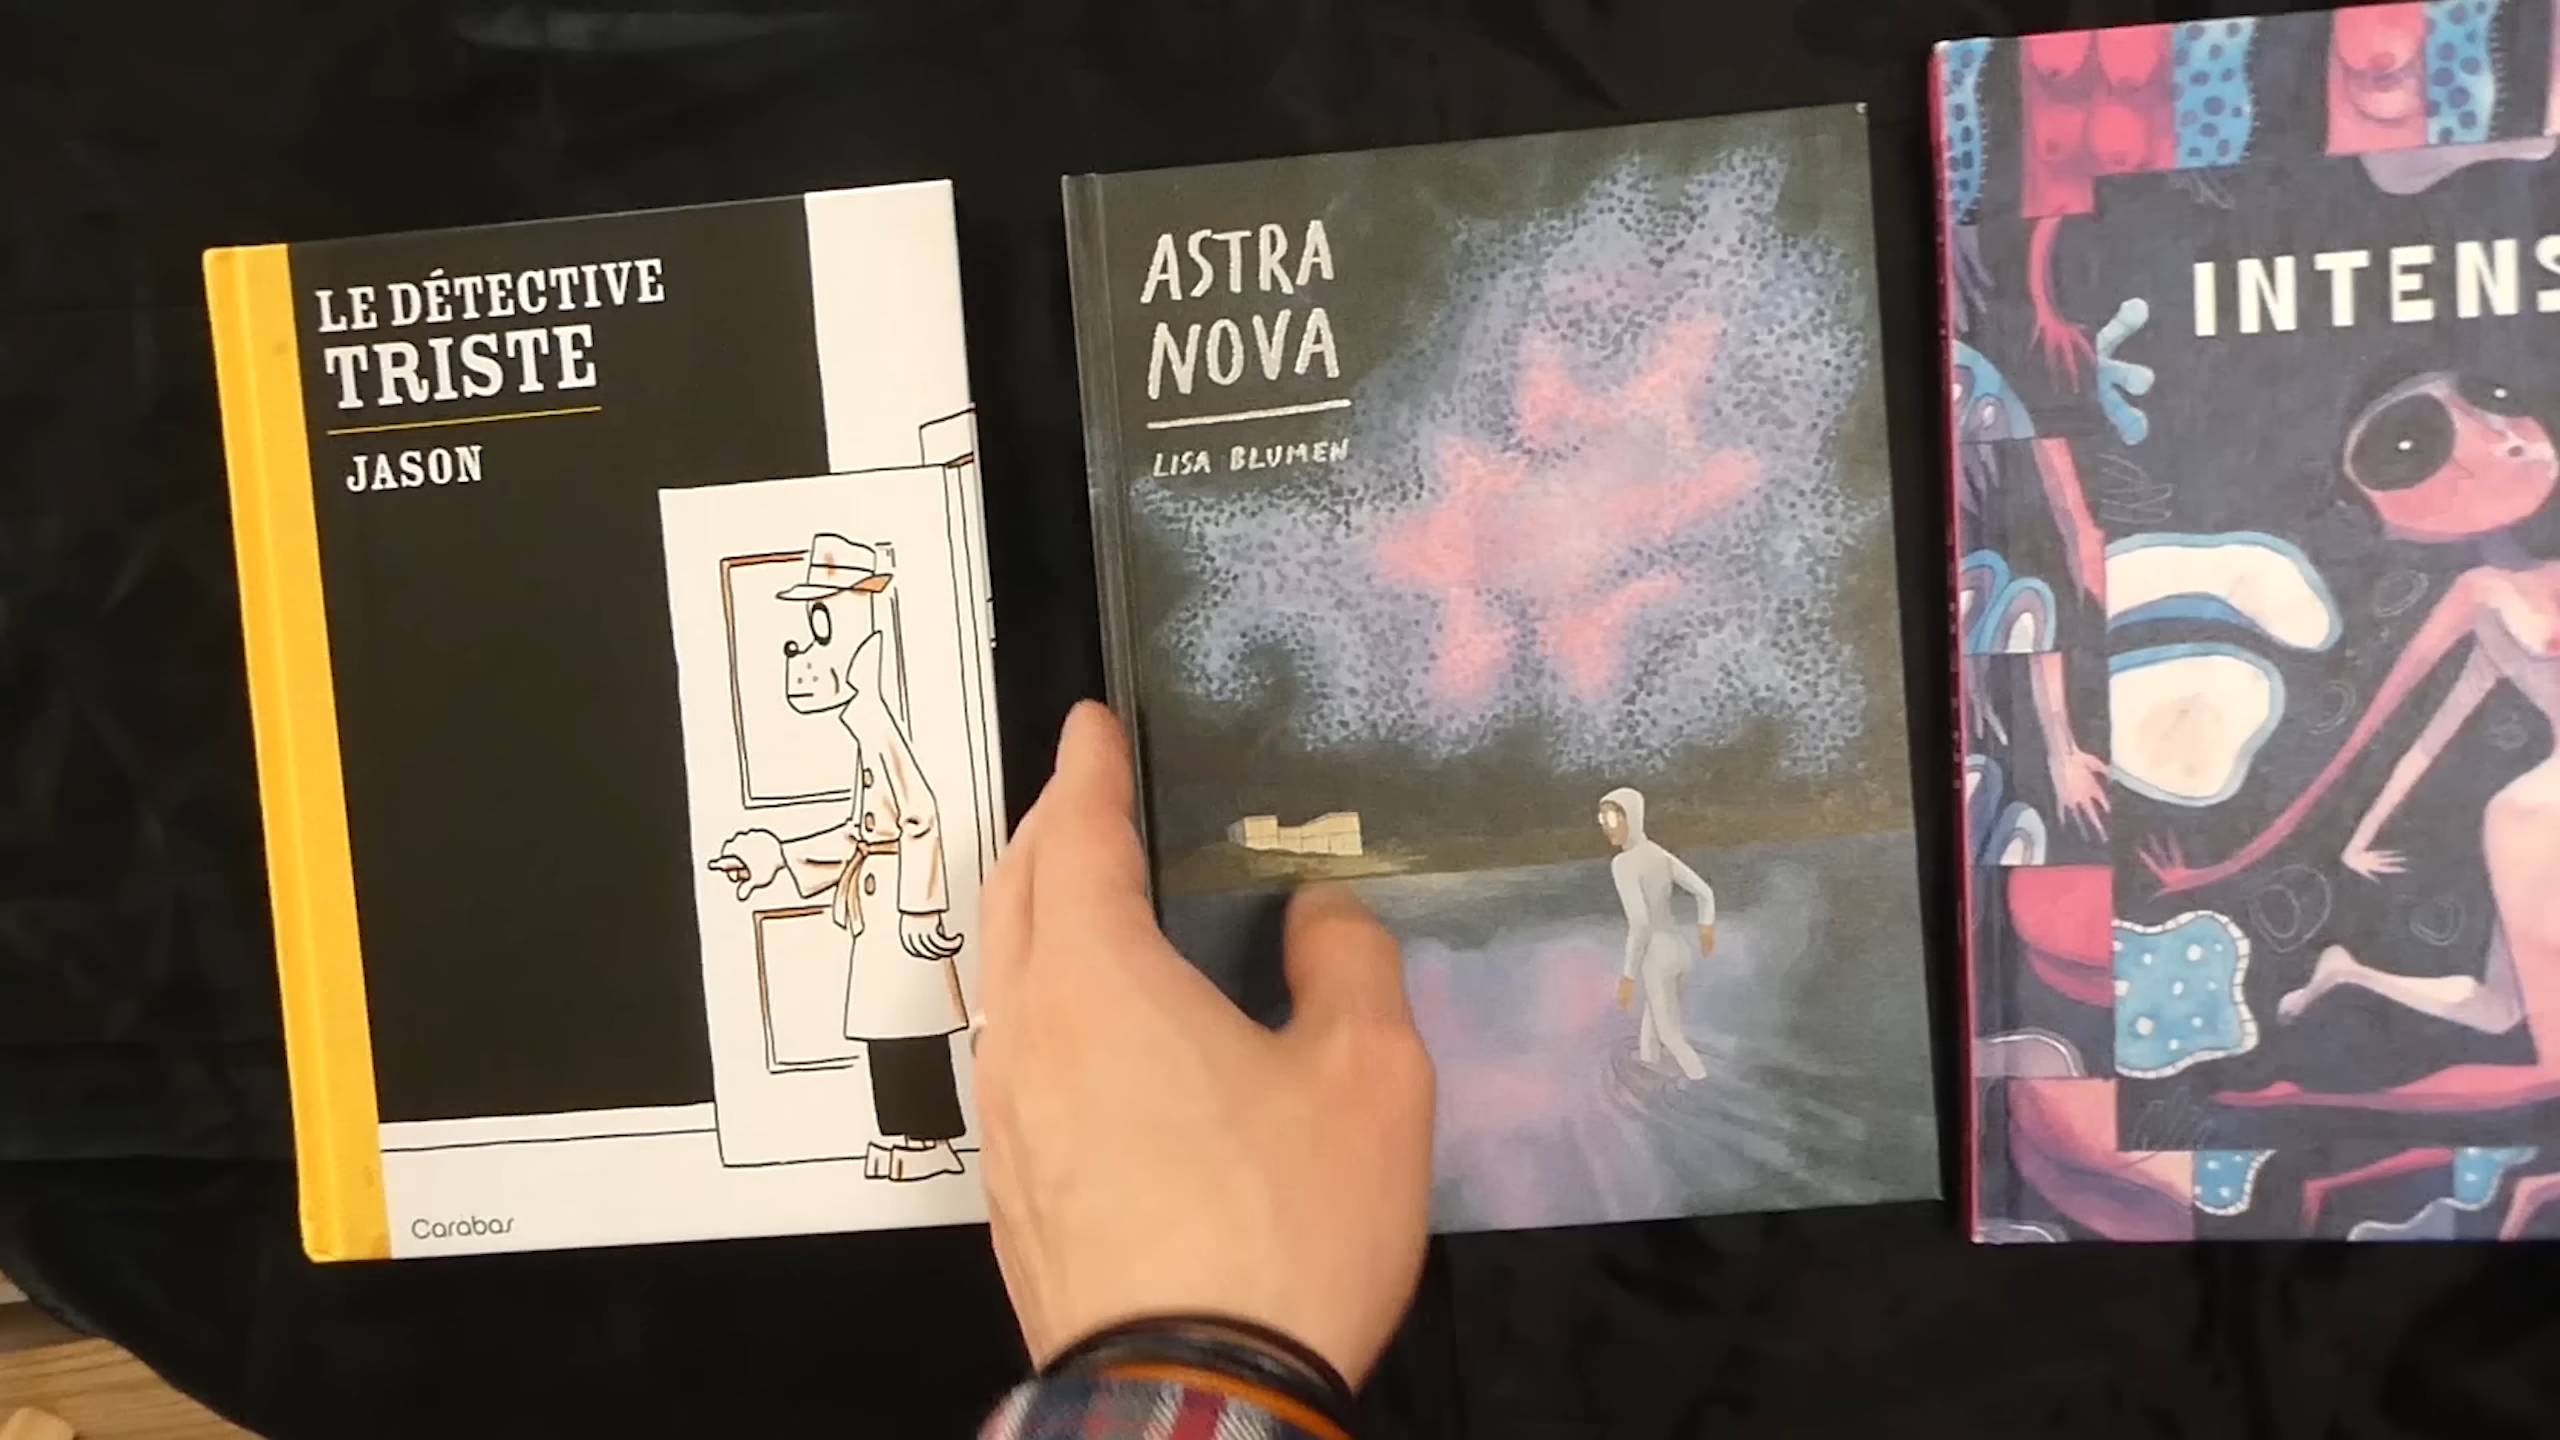 LE DÉTECTIVE
TRISTE
JASON
Carabas
ASTRA
NOVA
LISA BLUMEN
INTENS